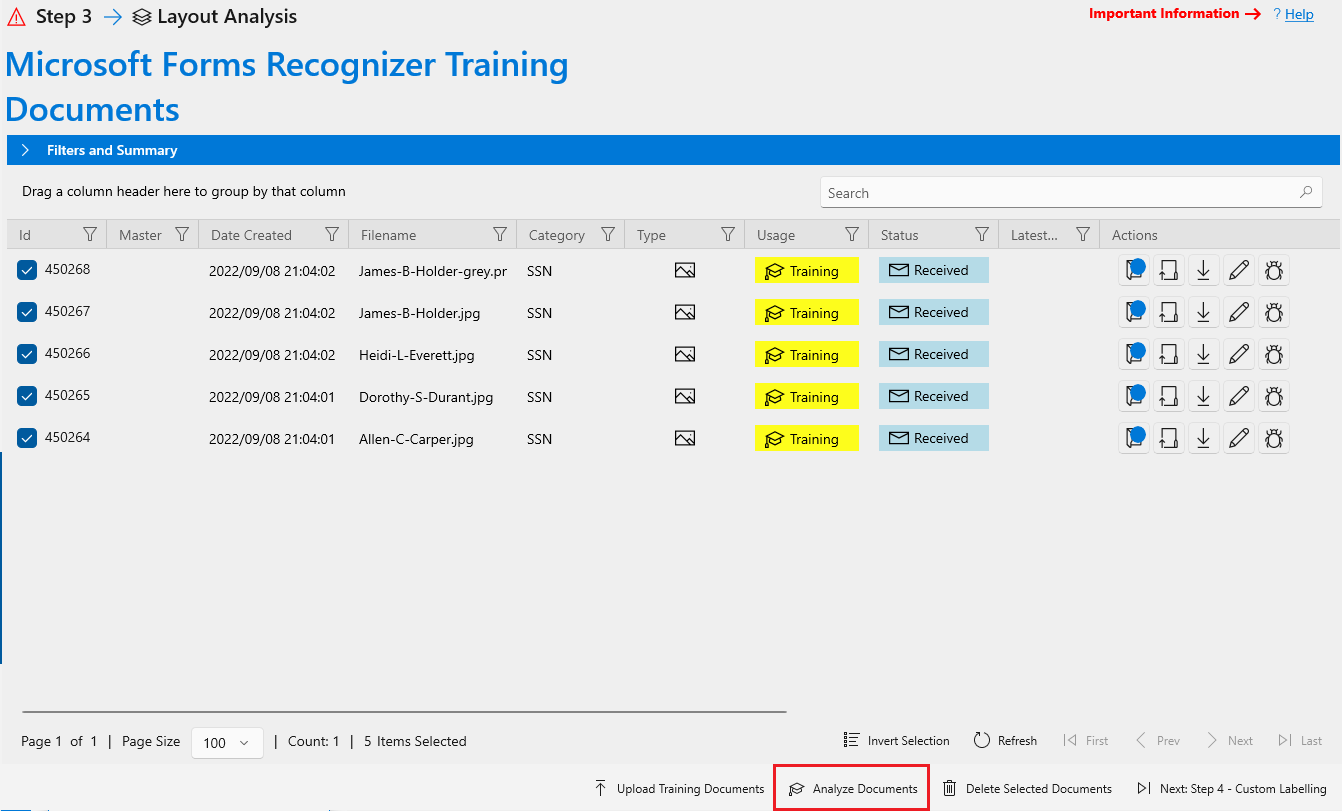 Step 3 → Layout Analysis
Important Information → ? Help
Microsoft Forms Recognizer Training
Documents
Filters and Summary
Drag a column header here to group by that column
Search
Id Master Date Created Filename Category Type Usage Status Latest... Actions
450268 2022/09/08 21:04:02 James-B-Holder-grey.pr SSN Training Received
450267 2022/09/08 21:04:02 James-B-Holder.jpg SSN Training Received
450266 2022/09/08 21:04:02 Heidi-L-Everett.jpg SSN Training Received
450265 2022/09/08 21:04:01 Dorothy-S-Durant.jpg SSN Training Received
450264 2022/09/08 21:04:01 Allen-C-Carper.jpg SSN Training Received
Page 1 of 1 | Page Size 100 | Count: 1 | 5 Items Selected Invert Selection Refresh First Prev Next Last
Upload Training Documents Analyze Documents Delete Selected Documents Next: Step 4 - Custom Labelling